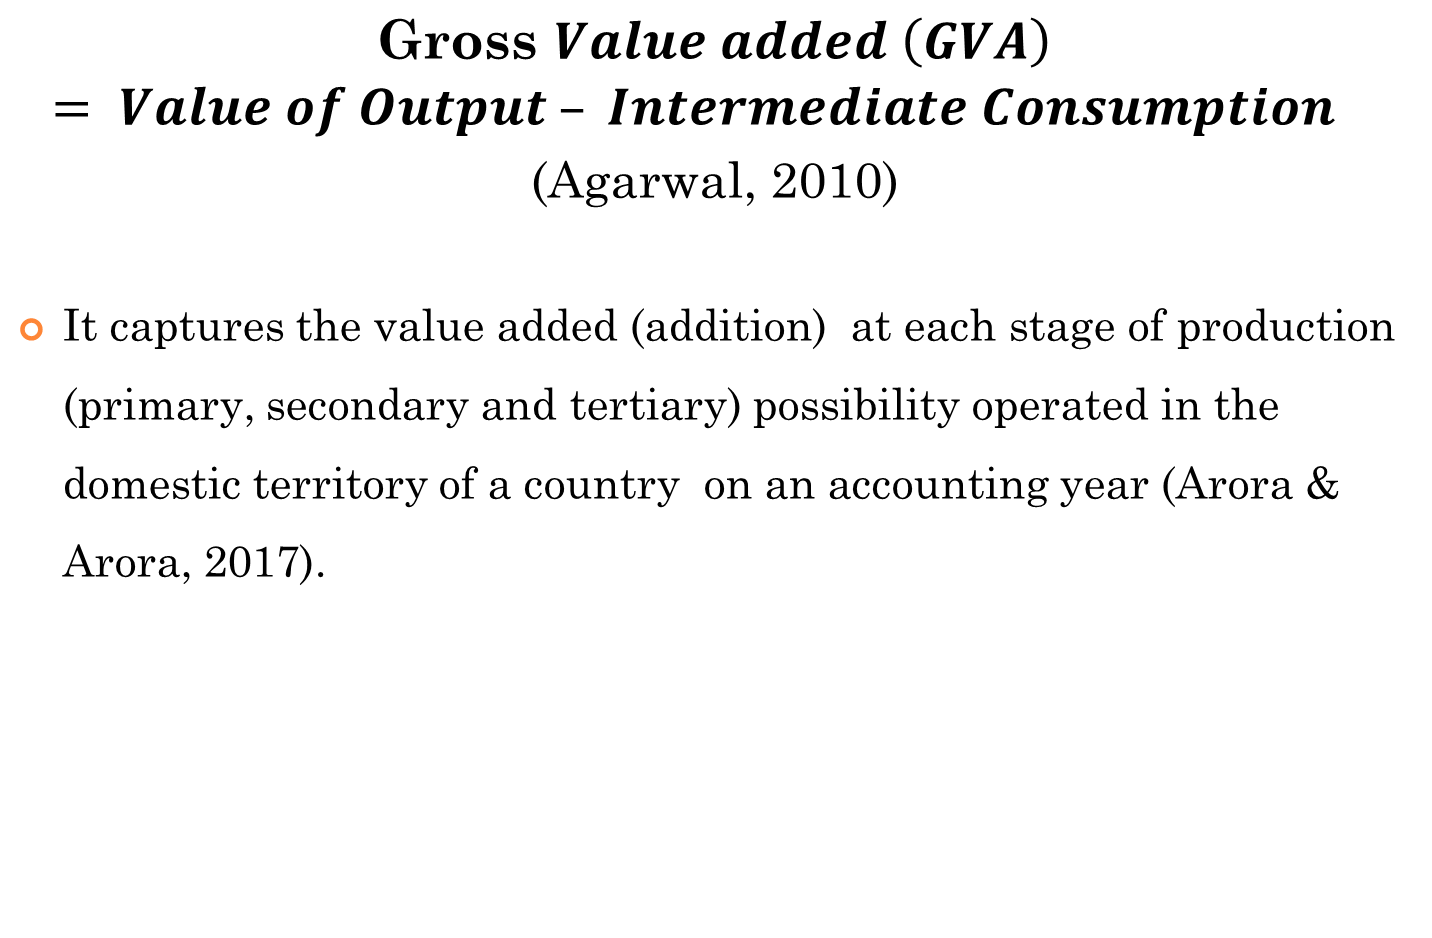 Gross Value added (GVA)
= Value of Output – Intermediate Consumption
(Agarwal, 2010)
It captures the value added (addition) at each stage of production
(primary, secondary and tertiary) possibility operated in the
domestic territory of a country on an accounting year (Arora &
Arora, 2017).